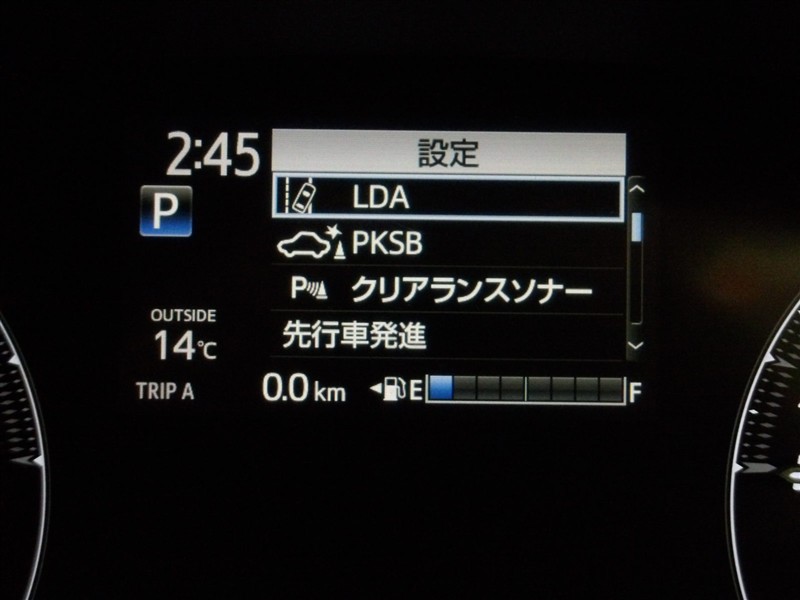 2:45
設定
P
LDA
PKSB
P クリアランスソナー
先行車発進
OUTSIDE
14℃
TRIP A 0.0 km E F